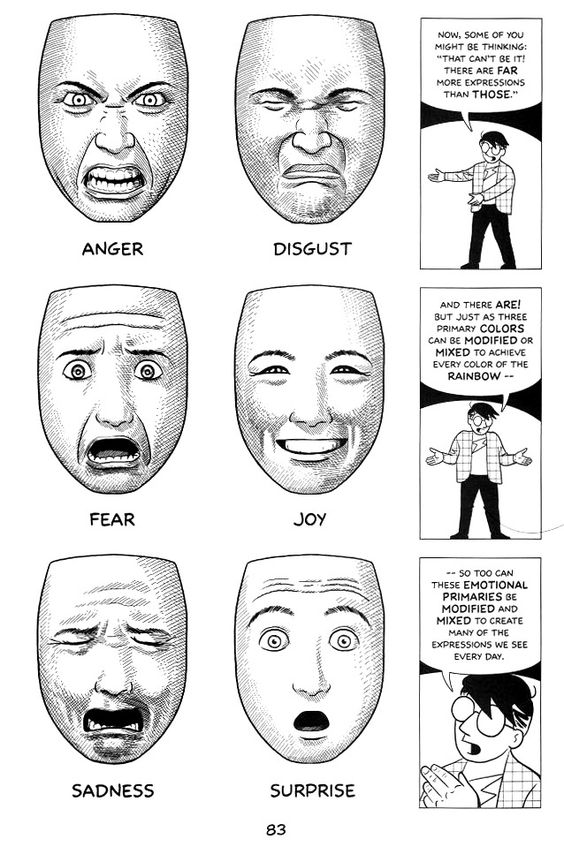 ANGER
DISGUST
NOW, SOME OF YOU
MIGHT BE THINKING:
"THAT CAN'T BE IT!
THERE ARE FAR
MORE EXPRESSIONS
THAN THOSE."
FEAR
JOY
AND THERE ARE!
BUT JUST AS THREE
PRIMARY COLORS
CAN BE MODIFIED OR
MIXED TO ACHIEVE
EVERY COLOR OF THE
RAINBOW --
SADNESS
SURPRISE
-- SO TOO CAN
THESE EMOTIONAL
PRIMARIES BE
MODIFIED AND
MIXED TO CREATE
MANY OF THE
EXPRESSIONS WE SEE
EVERY DAY.
83